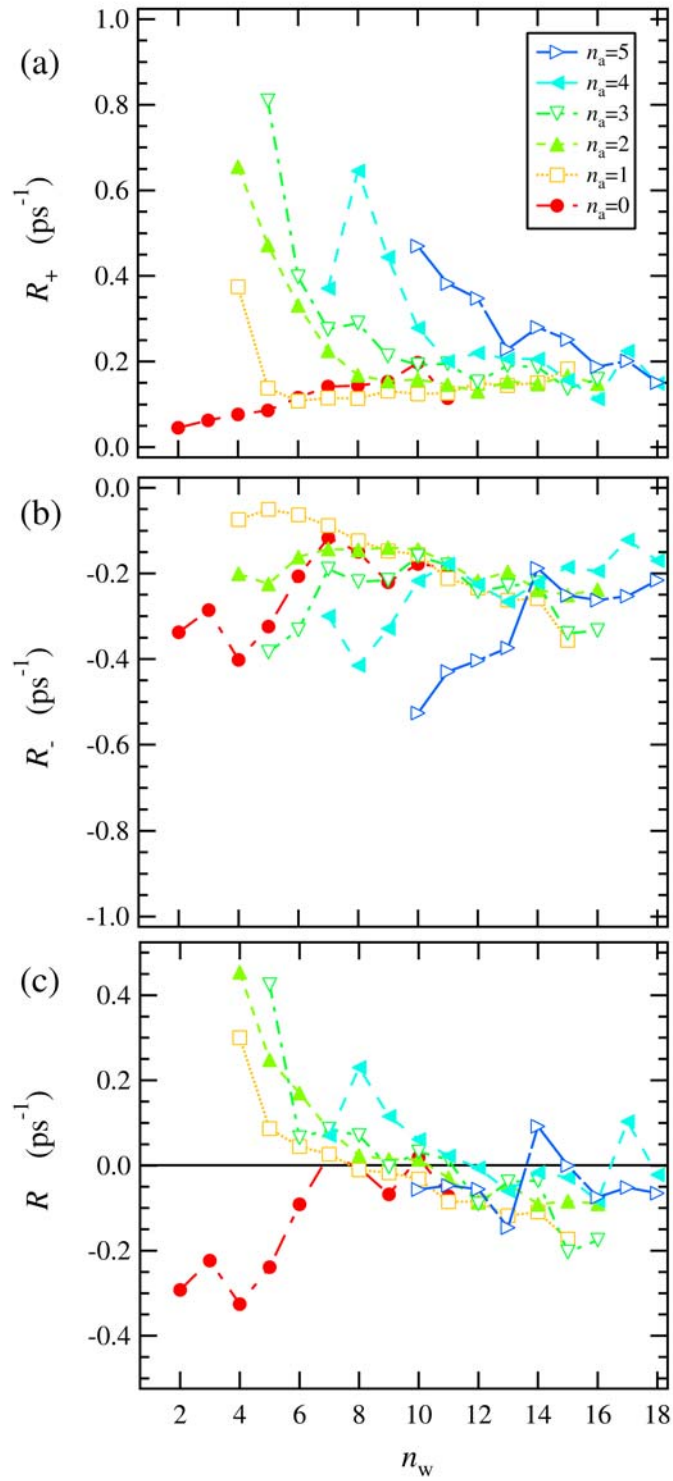 (a)
R₊ (ps⁻¹)
1.0
0.8
0.6
0.4
0.2
0.0
nₐ=5
nₐ=4
nₐ=3
nₐ=2
nₐ=1
nₐ=0
(b)
R₋ (ps⁻¹)
0.0
-0.2
-0.4
-0.6
-0.8
-1.0
(c)
R (ps⁻¹)
0.4
0.2
0.0
-0.2
-0.4
2 4 6 8 10 12 14 16 18
n_w